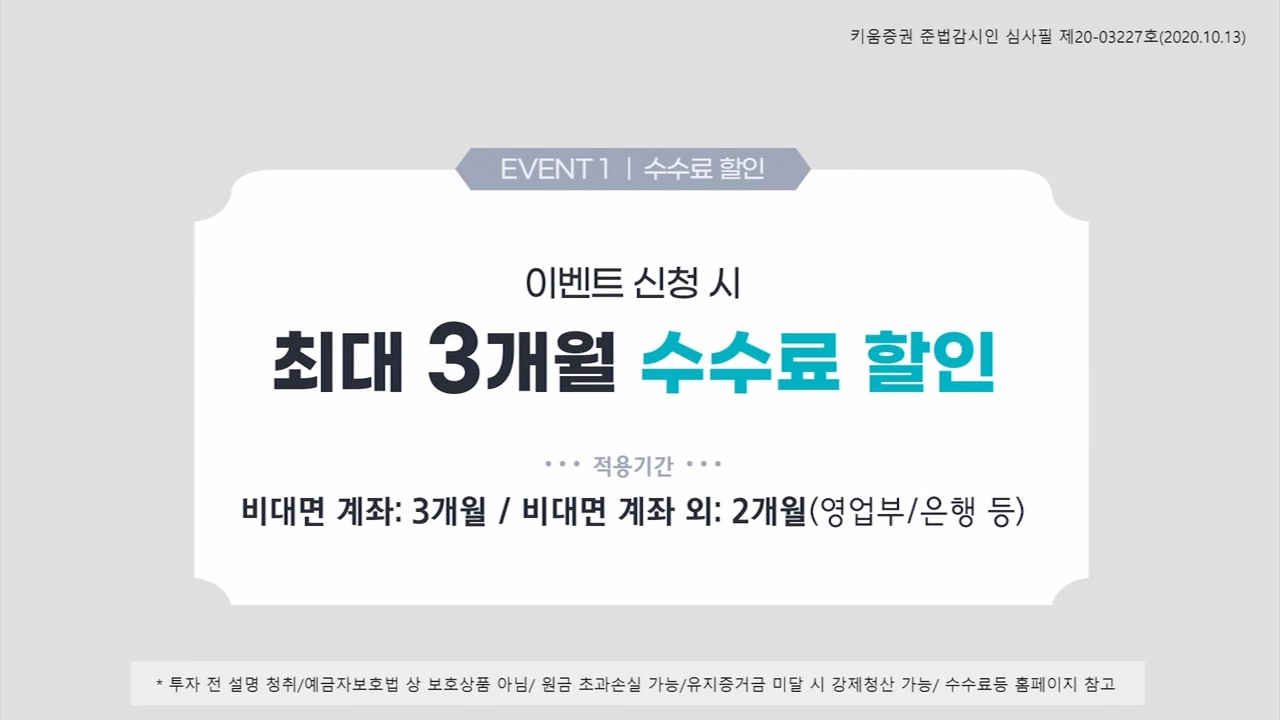 키움증권 준법감시인 심사필 제20-03227호(2020.10.13)
EVENT 1 | 수수료 할인
이벤트 신청 시
최대 3개월 수수료 할인
••• 적용기간 •••
비대면 계좌: 3개월 / 비대면 계좌 외: 2개월(영업부/은행 등)
* 투자 전 설명 청취/예금자보호법 상 보호상품 아님/ 원금 초과손실 가능/유지증거금 미달 시 강제청산 가능/ 수수료등 홈페이지 참고